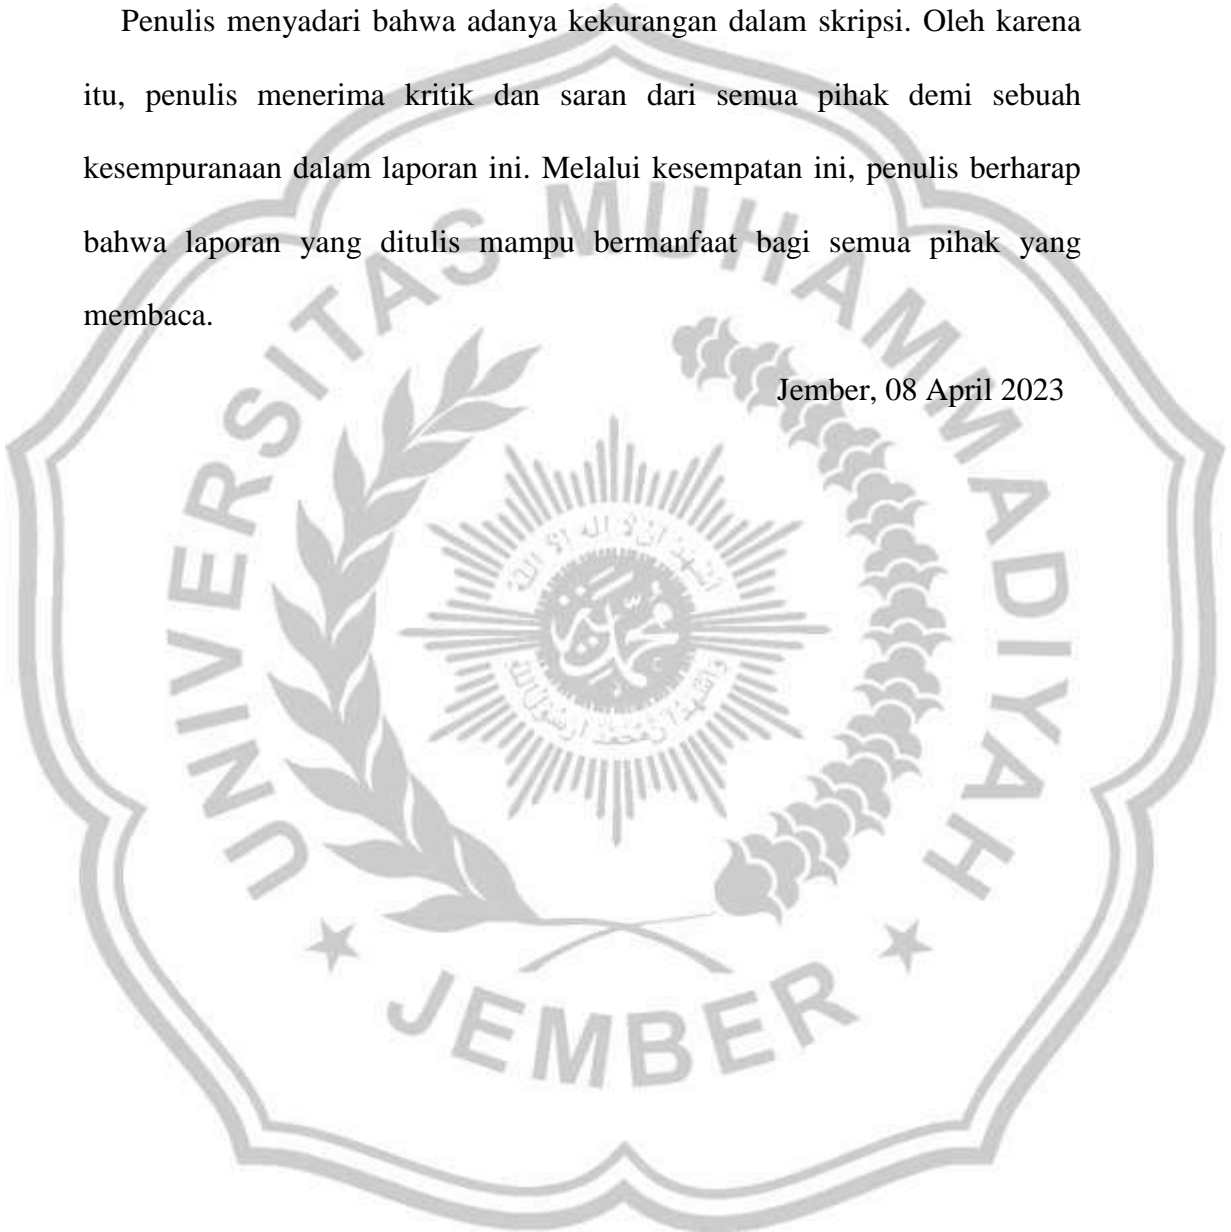 Penulis menyadari bahwa adanya kekurangan dalam skripsi. Oleh karena
itu, penulis menerima kritik dan saran dari semua pihak demi sebuah
kesempuranaan dalam laporan ini. Melalui kesempatan ini, penulis berharap
bahwa laporan yang ditulis mampu bermanfaat bagi semua pihak yang
membaca.
Jember, 08 April 2023
UNIVERSITAS MUHAMMADIYAH
JEMBER